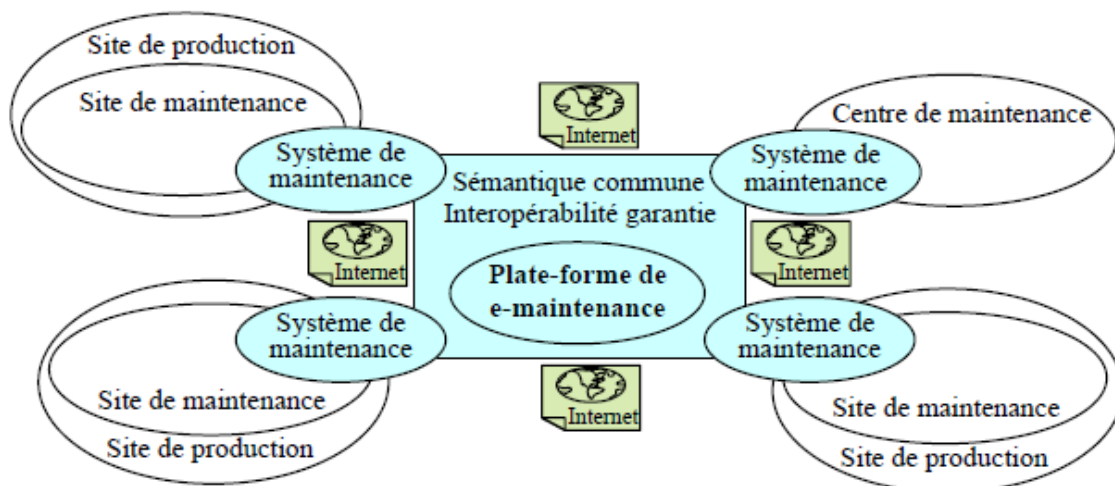 Site de production
Site de maintenance
Système de
maintenance
Internet
Centre de maintenance
Système de
maintenance
Sémantique commune
Interopérabilité garantie
Internet
Internet
Plate-forme de
e-maintenance
Système de
maintenance
Site de maintenance
Site de production
Internet
Système de
maintenance
Site de maintenance
Site de production